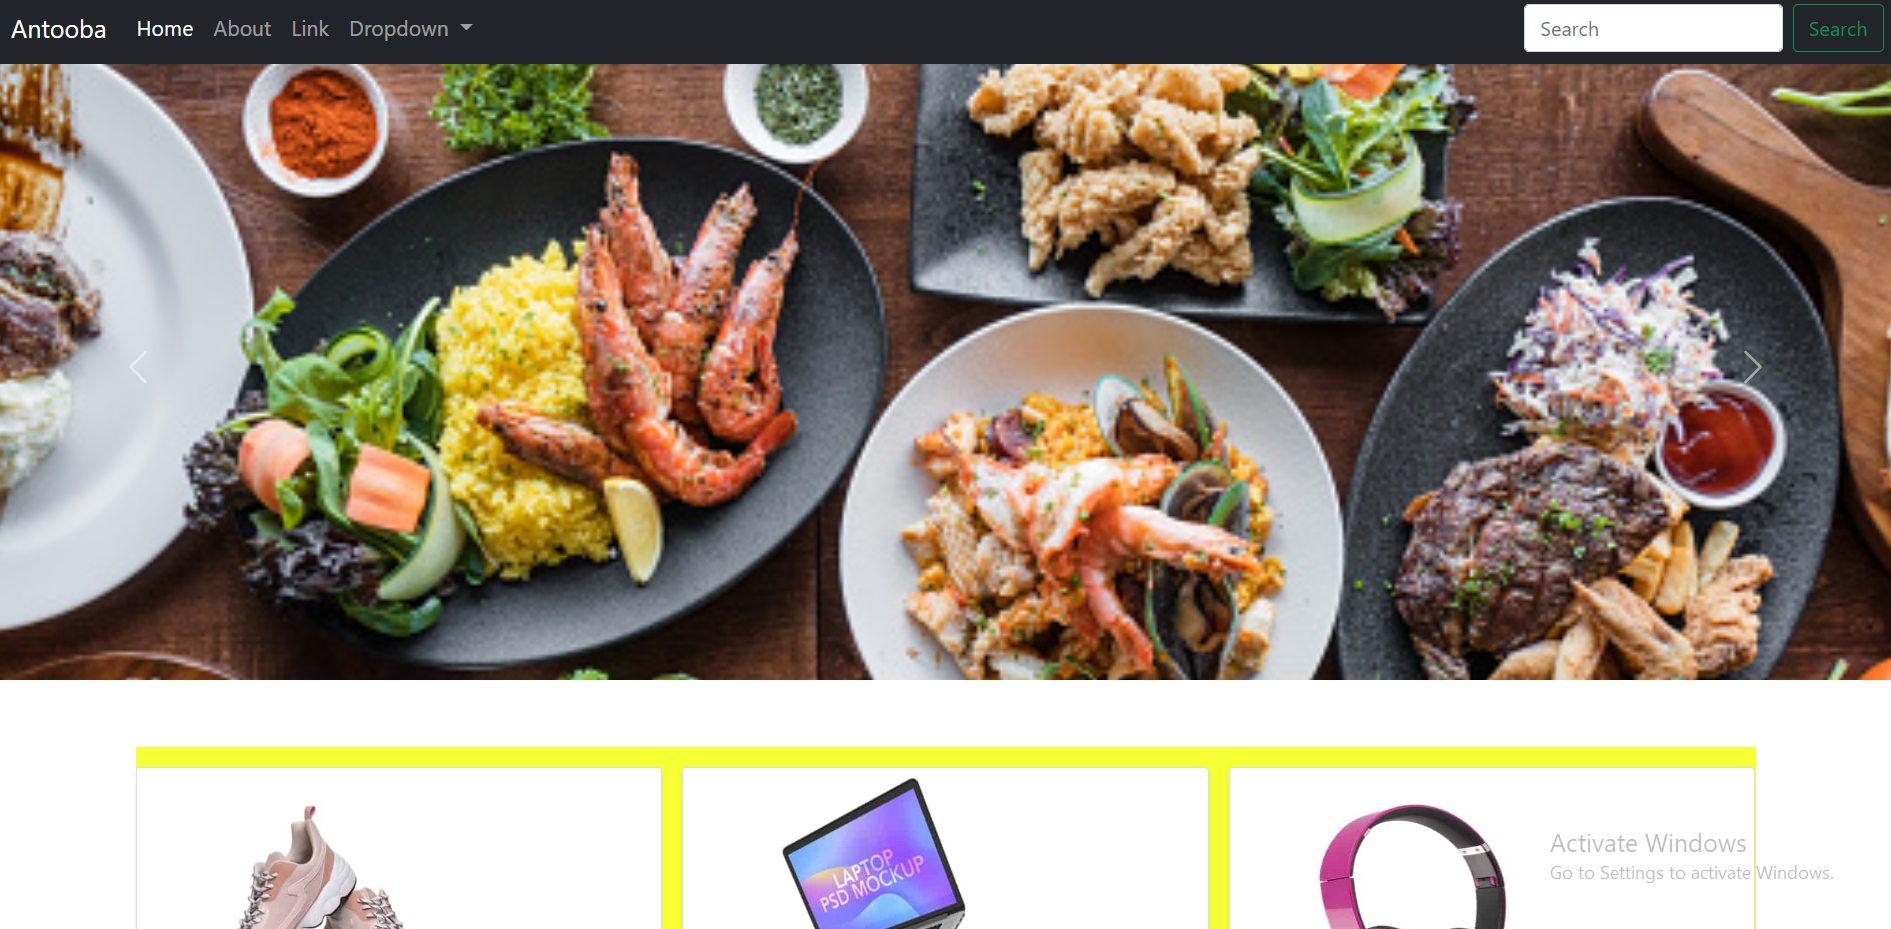 Antooba Home About Link Dropdown Search Search
LAPTOP
PSD MOCKUP
Activate Windows
Go to Settings to activate Windows.